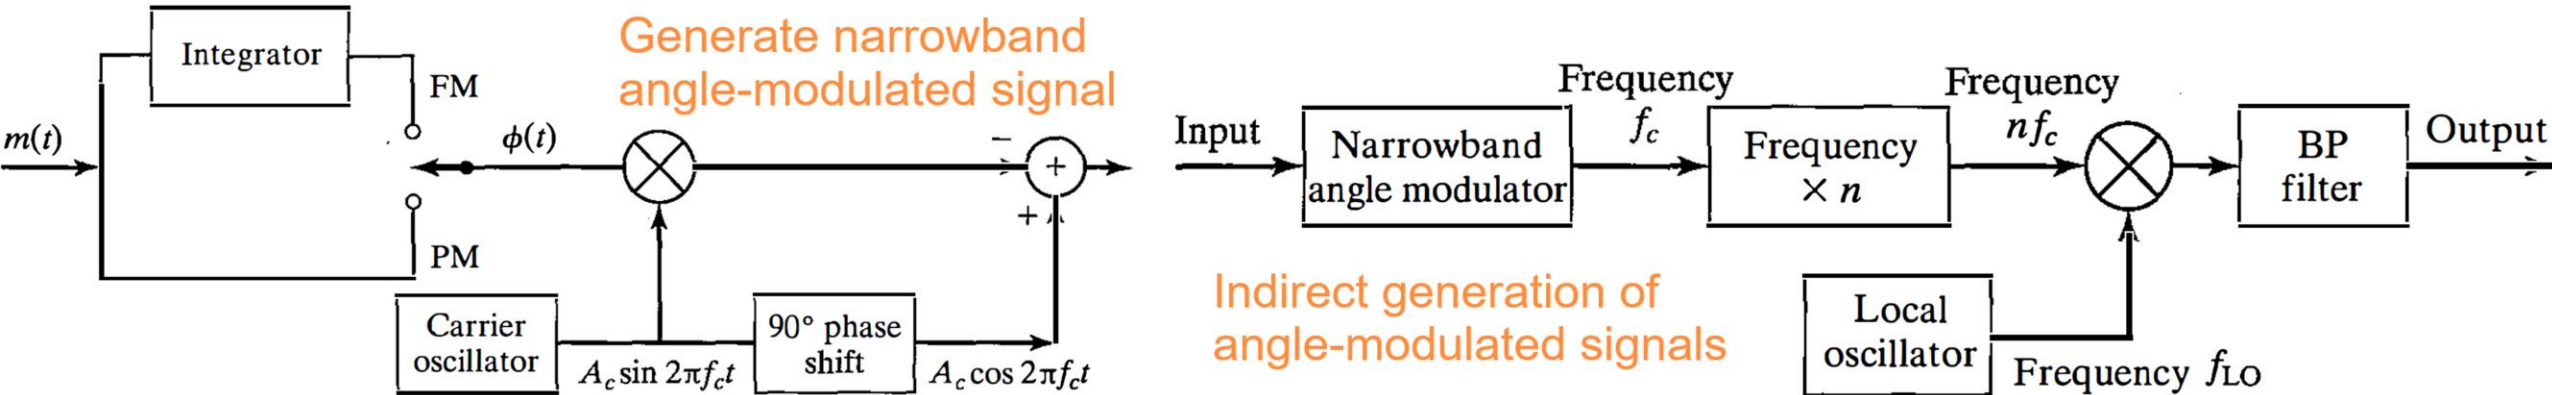 Integrator
FM
m(t)
ϕ(t)
PM
Generate narrowband
angle-modulated signal
−
+
+
Carrier
oscillator
A_c sin 2πf_ct
90° phase
shift
A_c cos 2πf_ct
Input
Narrowband
angle modulator
Frequency
f_c
Frequency
× n
Frequency
nf_c
BP
filter
Output
Local
oscillator
Frequency f_LO
Indirect generation of
angle-modulated signals